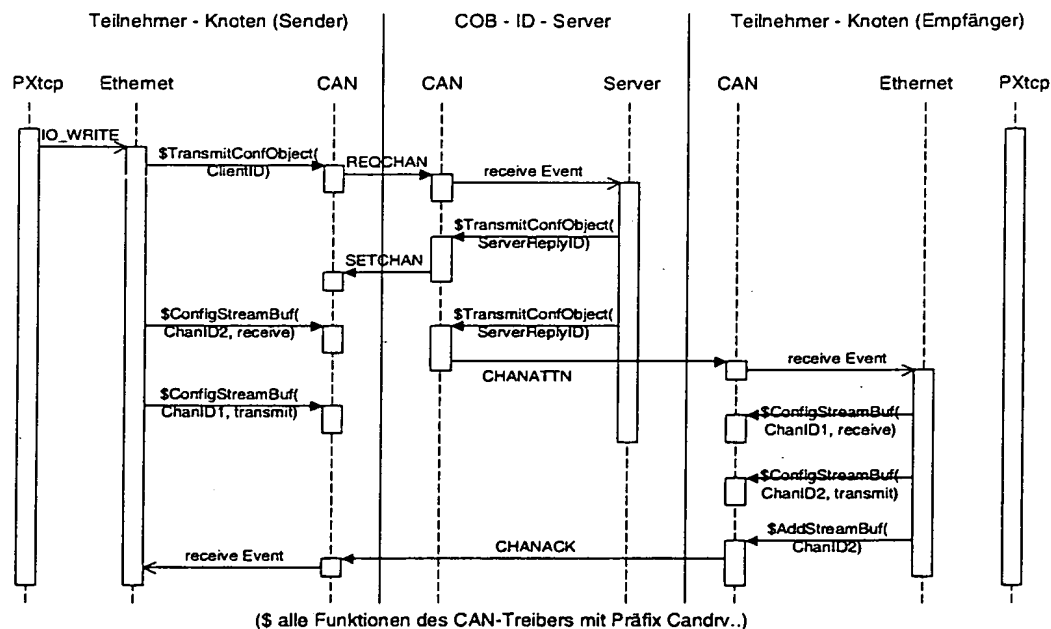 Teilnehmer - Knoten (Sender)
COB - ID - Server
Teilnehmer - Knoten (Empfänger)
PXtcp
Ethernet
CAN
CAN
Server
CAN
Ethernet
PXtcp
IO_WRITE
$TransmitConfObject(
ClientID)
REQCHAN
receive Event
$TransmitConfObject(
ServerReplyID)
SETCHAN
$ConfigStreamBuf(
ChanID2, receive)
$TransmitConfObject(
ServerReplyID)
CHANATTN
receive Event
$ConfigStreamBuf(
ChanID1, transmit)
$ConfigStreamBuf(
ChanID1, receive)
$ConfigStreamBuf(
ChanID2, transmit)
$AddStreamBuf(
ChanID2)
CHANACK
receive Event
($ alle Funktionen des CAN-Treibers mit Präfix Candrv..)